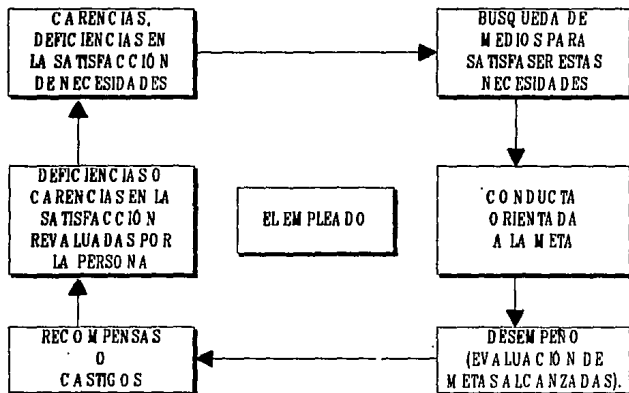 CARENCIAS,
DEFICIENCIAS EN
LA SATISFACCIÓN
DE NECESIDADES
BUSQUEDA DE
MEDIOS PARA
SATISFASER ESTAS
NECESIDADES
DEFICIENCIAS O
CARENCIAS EN LA
SATISFACCIÓN
REVALUADAS POR
LA PERSONA
EL EMPLEADO
CONDUCTA
ORIENTADA
A LA META
RECOMPENSAS
O
CASTIGOS
DESEMPEÑO
(EVALUACIÓN DE
METAS ALCANZADAS).